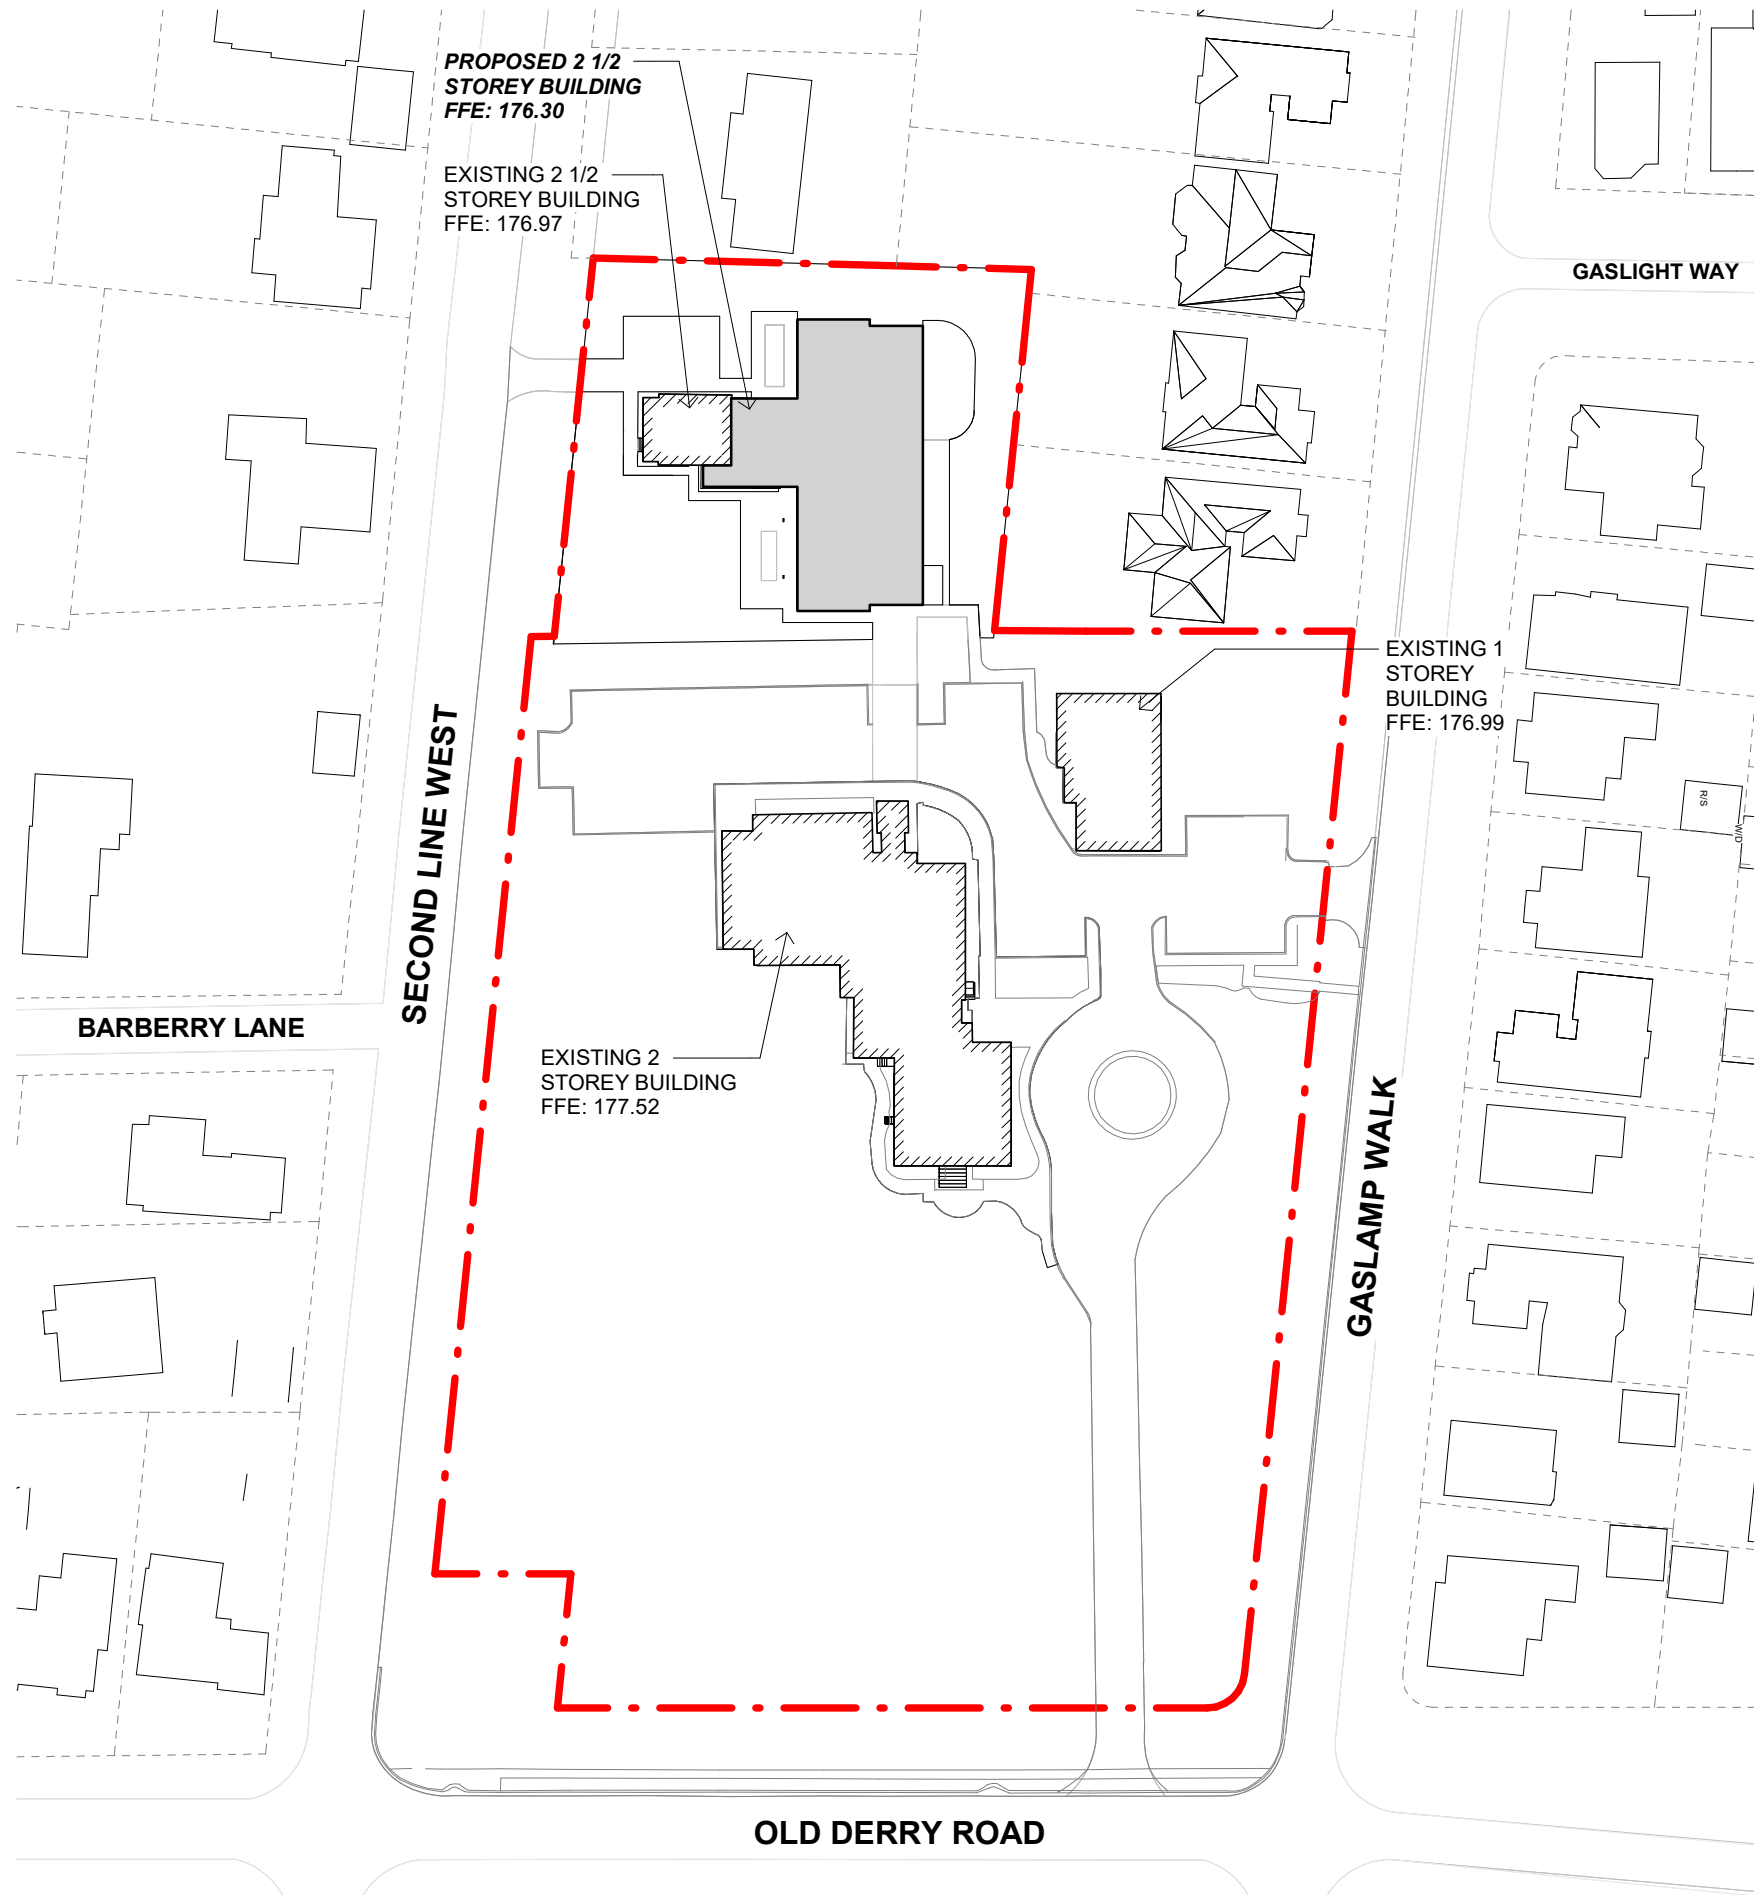 PROPOSED 2 1/2
STOREY BUILDING
FFE: 176.30
EXISTING 2 1/2
STOREY BUILDING
FFE: 176.97
GASLIGHT WAY
EXISTING 1
STOREY
BUILDING
FFE: 176.99
SECOND LINE WEST
R/S
W/D
BARBERRY LANE
EXISTING 2
STOREY BUILDING
FFE: 177.52
GASLAMP WALK
OLD DERRY ROAD